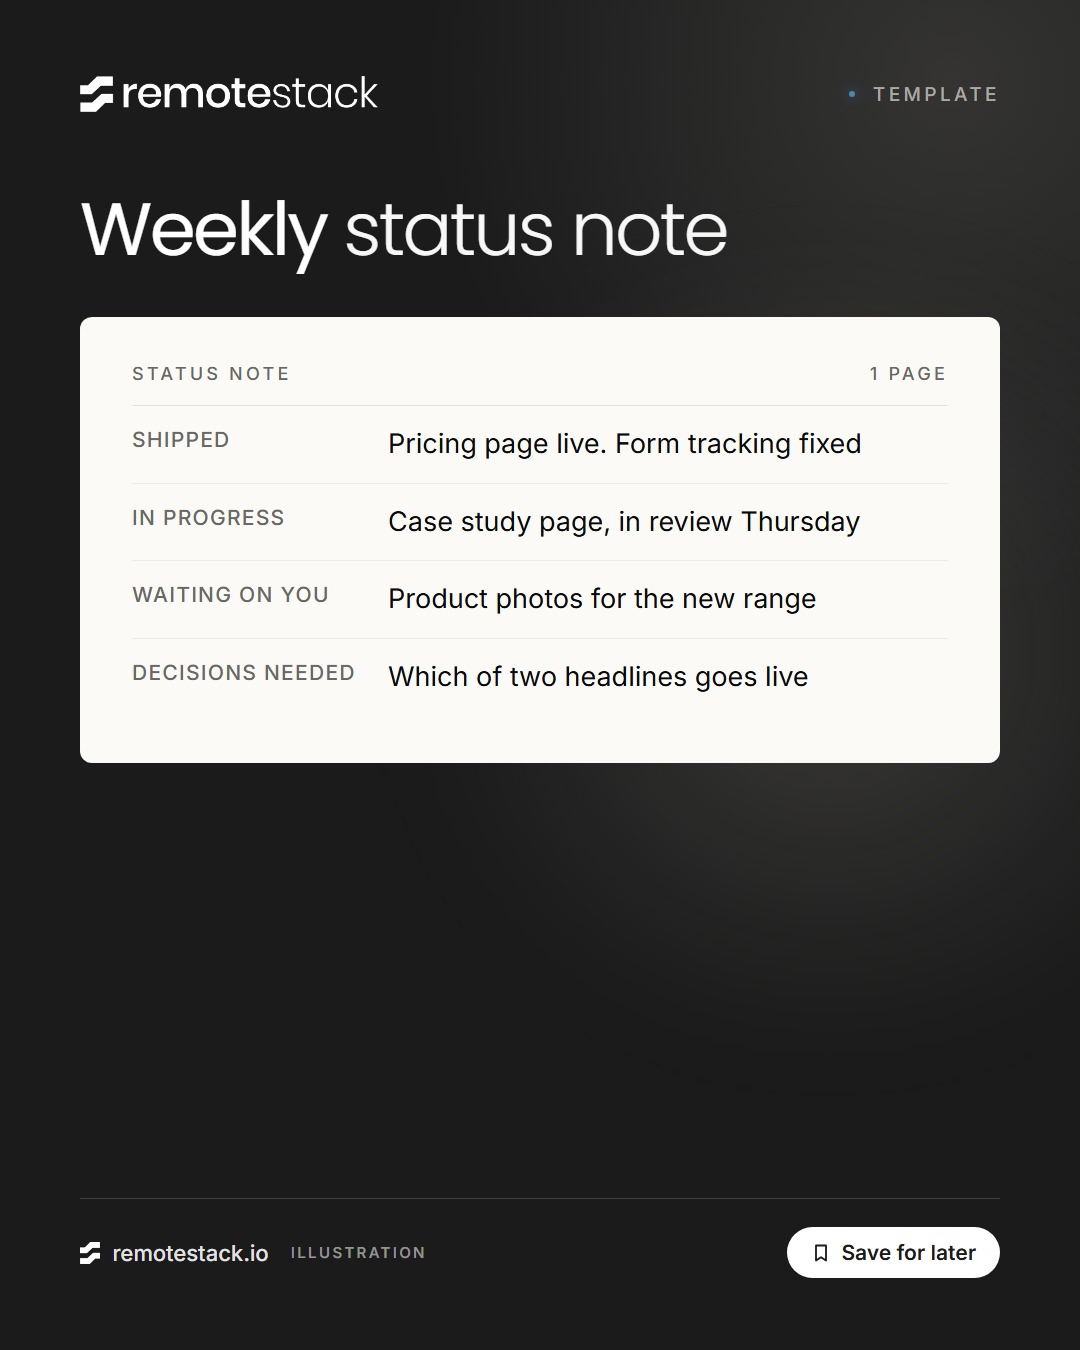 remotestack
TEMPLATE
Weekly status note
STATUS NOTE
1 PAGE
SHIPPED
Pricing page live. Form tracking fixed
IN PROGRESS
Case study page, in review Thursday
WAITING ON YOU
Product photos for the new range
DECISIONS NEEDED
Which of two headlines goes live
remotestack.io
ILLUSTRATION
Save for later